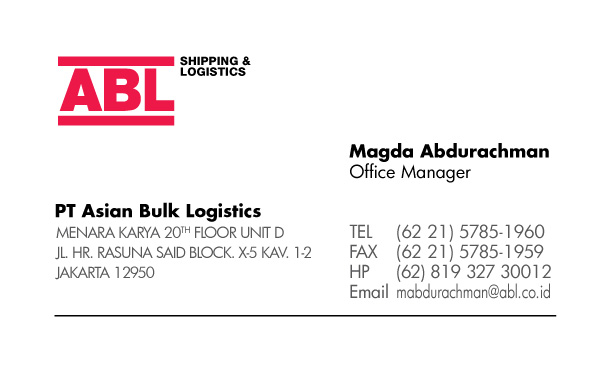 ABL
SHIPPING &
LOGISTICS
Magda Abdurachman
Office Manager
PT Asian Bulk Logistics
MENARA KARYA 20TH FLOOR UNIT D
JL. HR. RASUNA SAID BLOCK. X-5 KAV. 1-2
JAKARTA 12950
TEL (62 21) 5785-1960
FAX (62 21) 5785-1959
HP (62) 819 327 30012
Email mabdurachman@abl.co.id